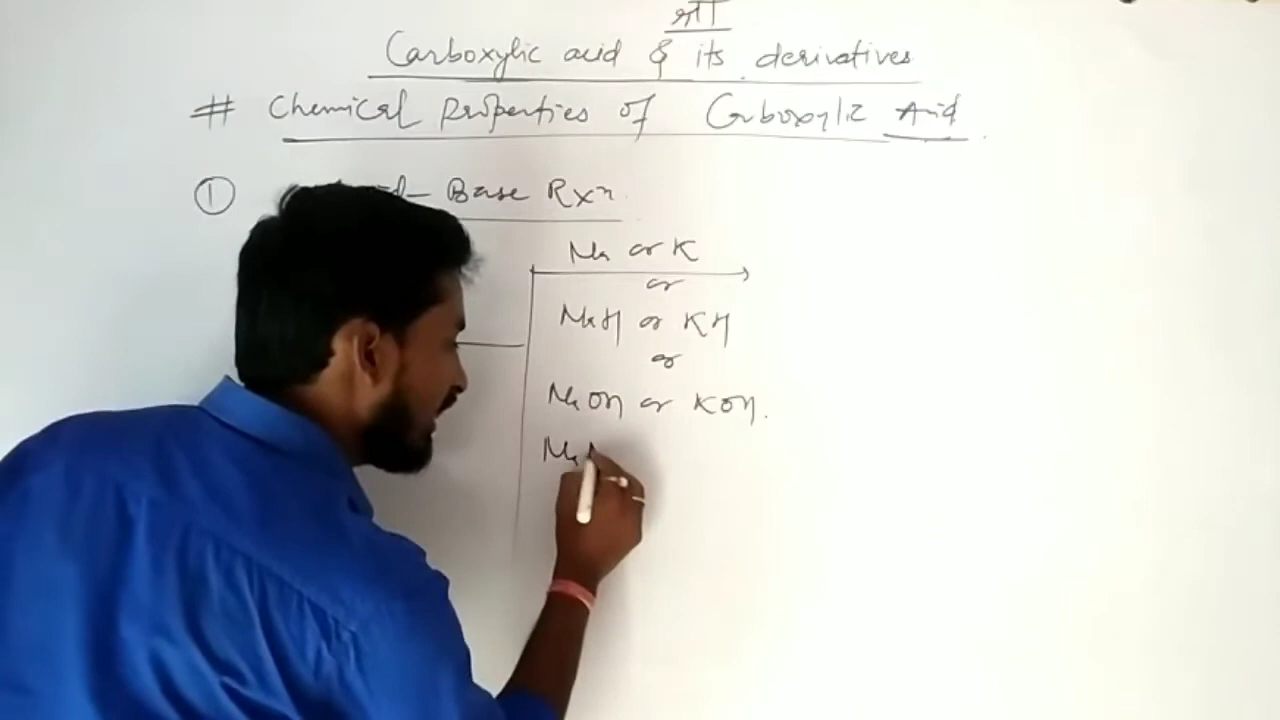 श्री
Carboxylic acid & its derivatives
# Chemical Properties of Carboxylic Acid
① Base Rxn
Na or K
or
NaH or KH
or
NaOH or KOH.
Na